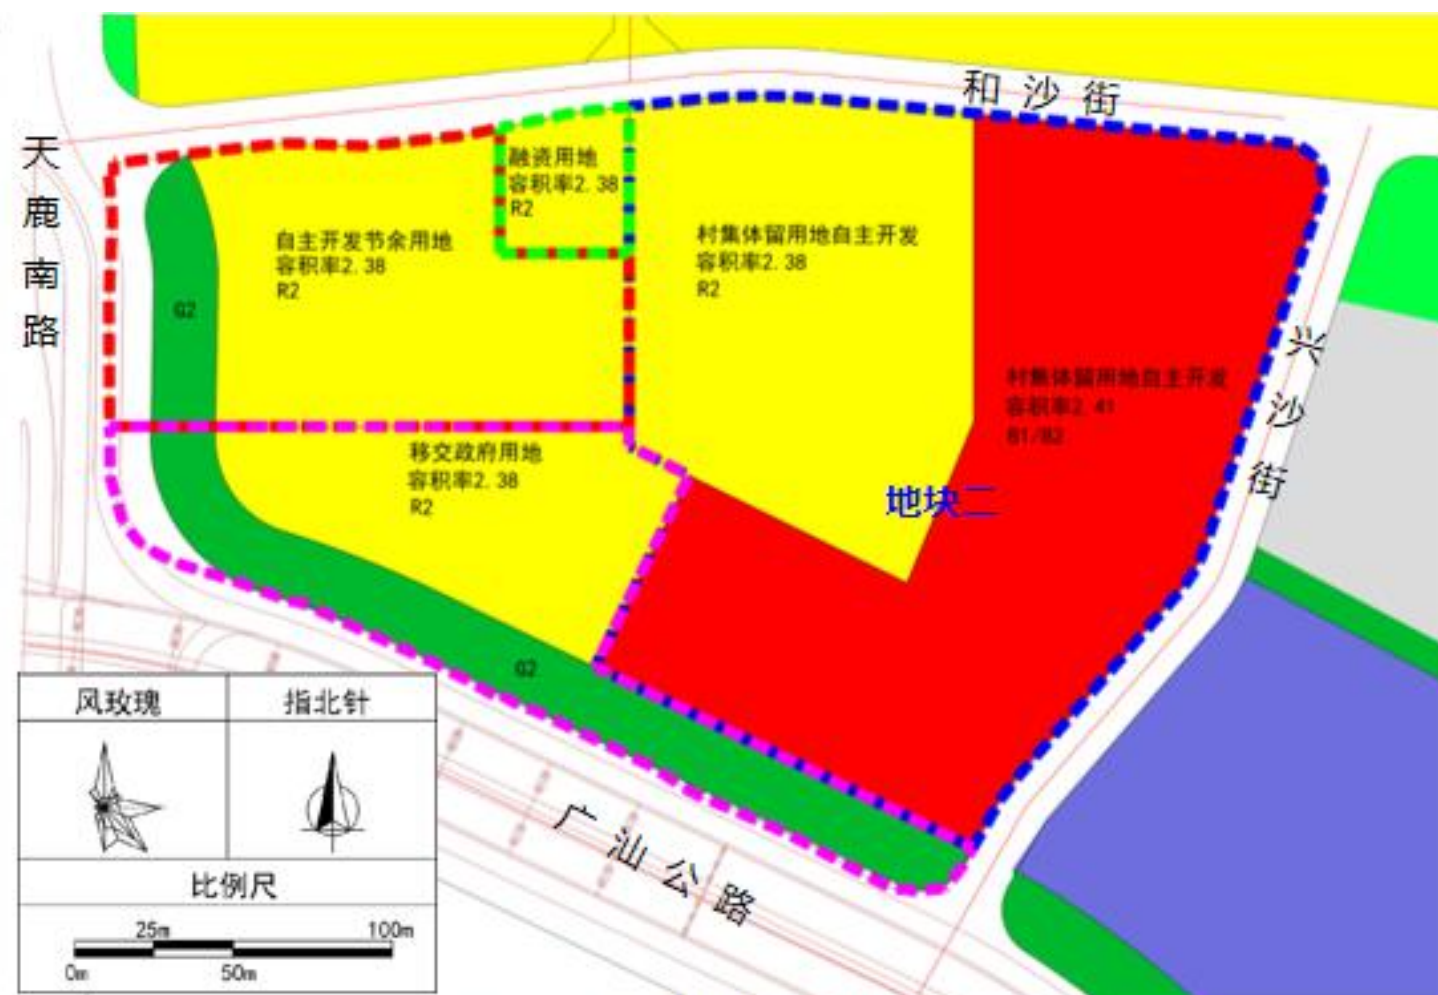 和沙街
天鹿南路
融资用地
容积率2.38
R2
自主开发节余用地
容积率2.38
R2
村集体留用地自主开发
容积率2.38
R2
G2
兴沙街
村集体留用地自主开发
容积率2.41
B1/B2
移交政府用地
容积率2.38
R2
地块二
G2
广汕公路
风玫瑰
指北针
比例尺
25m
100m
0m
50m